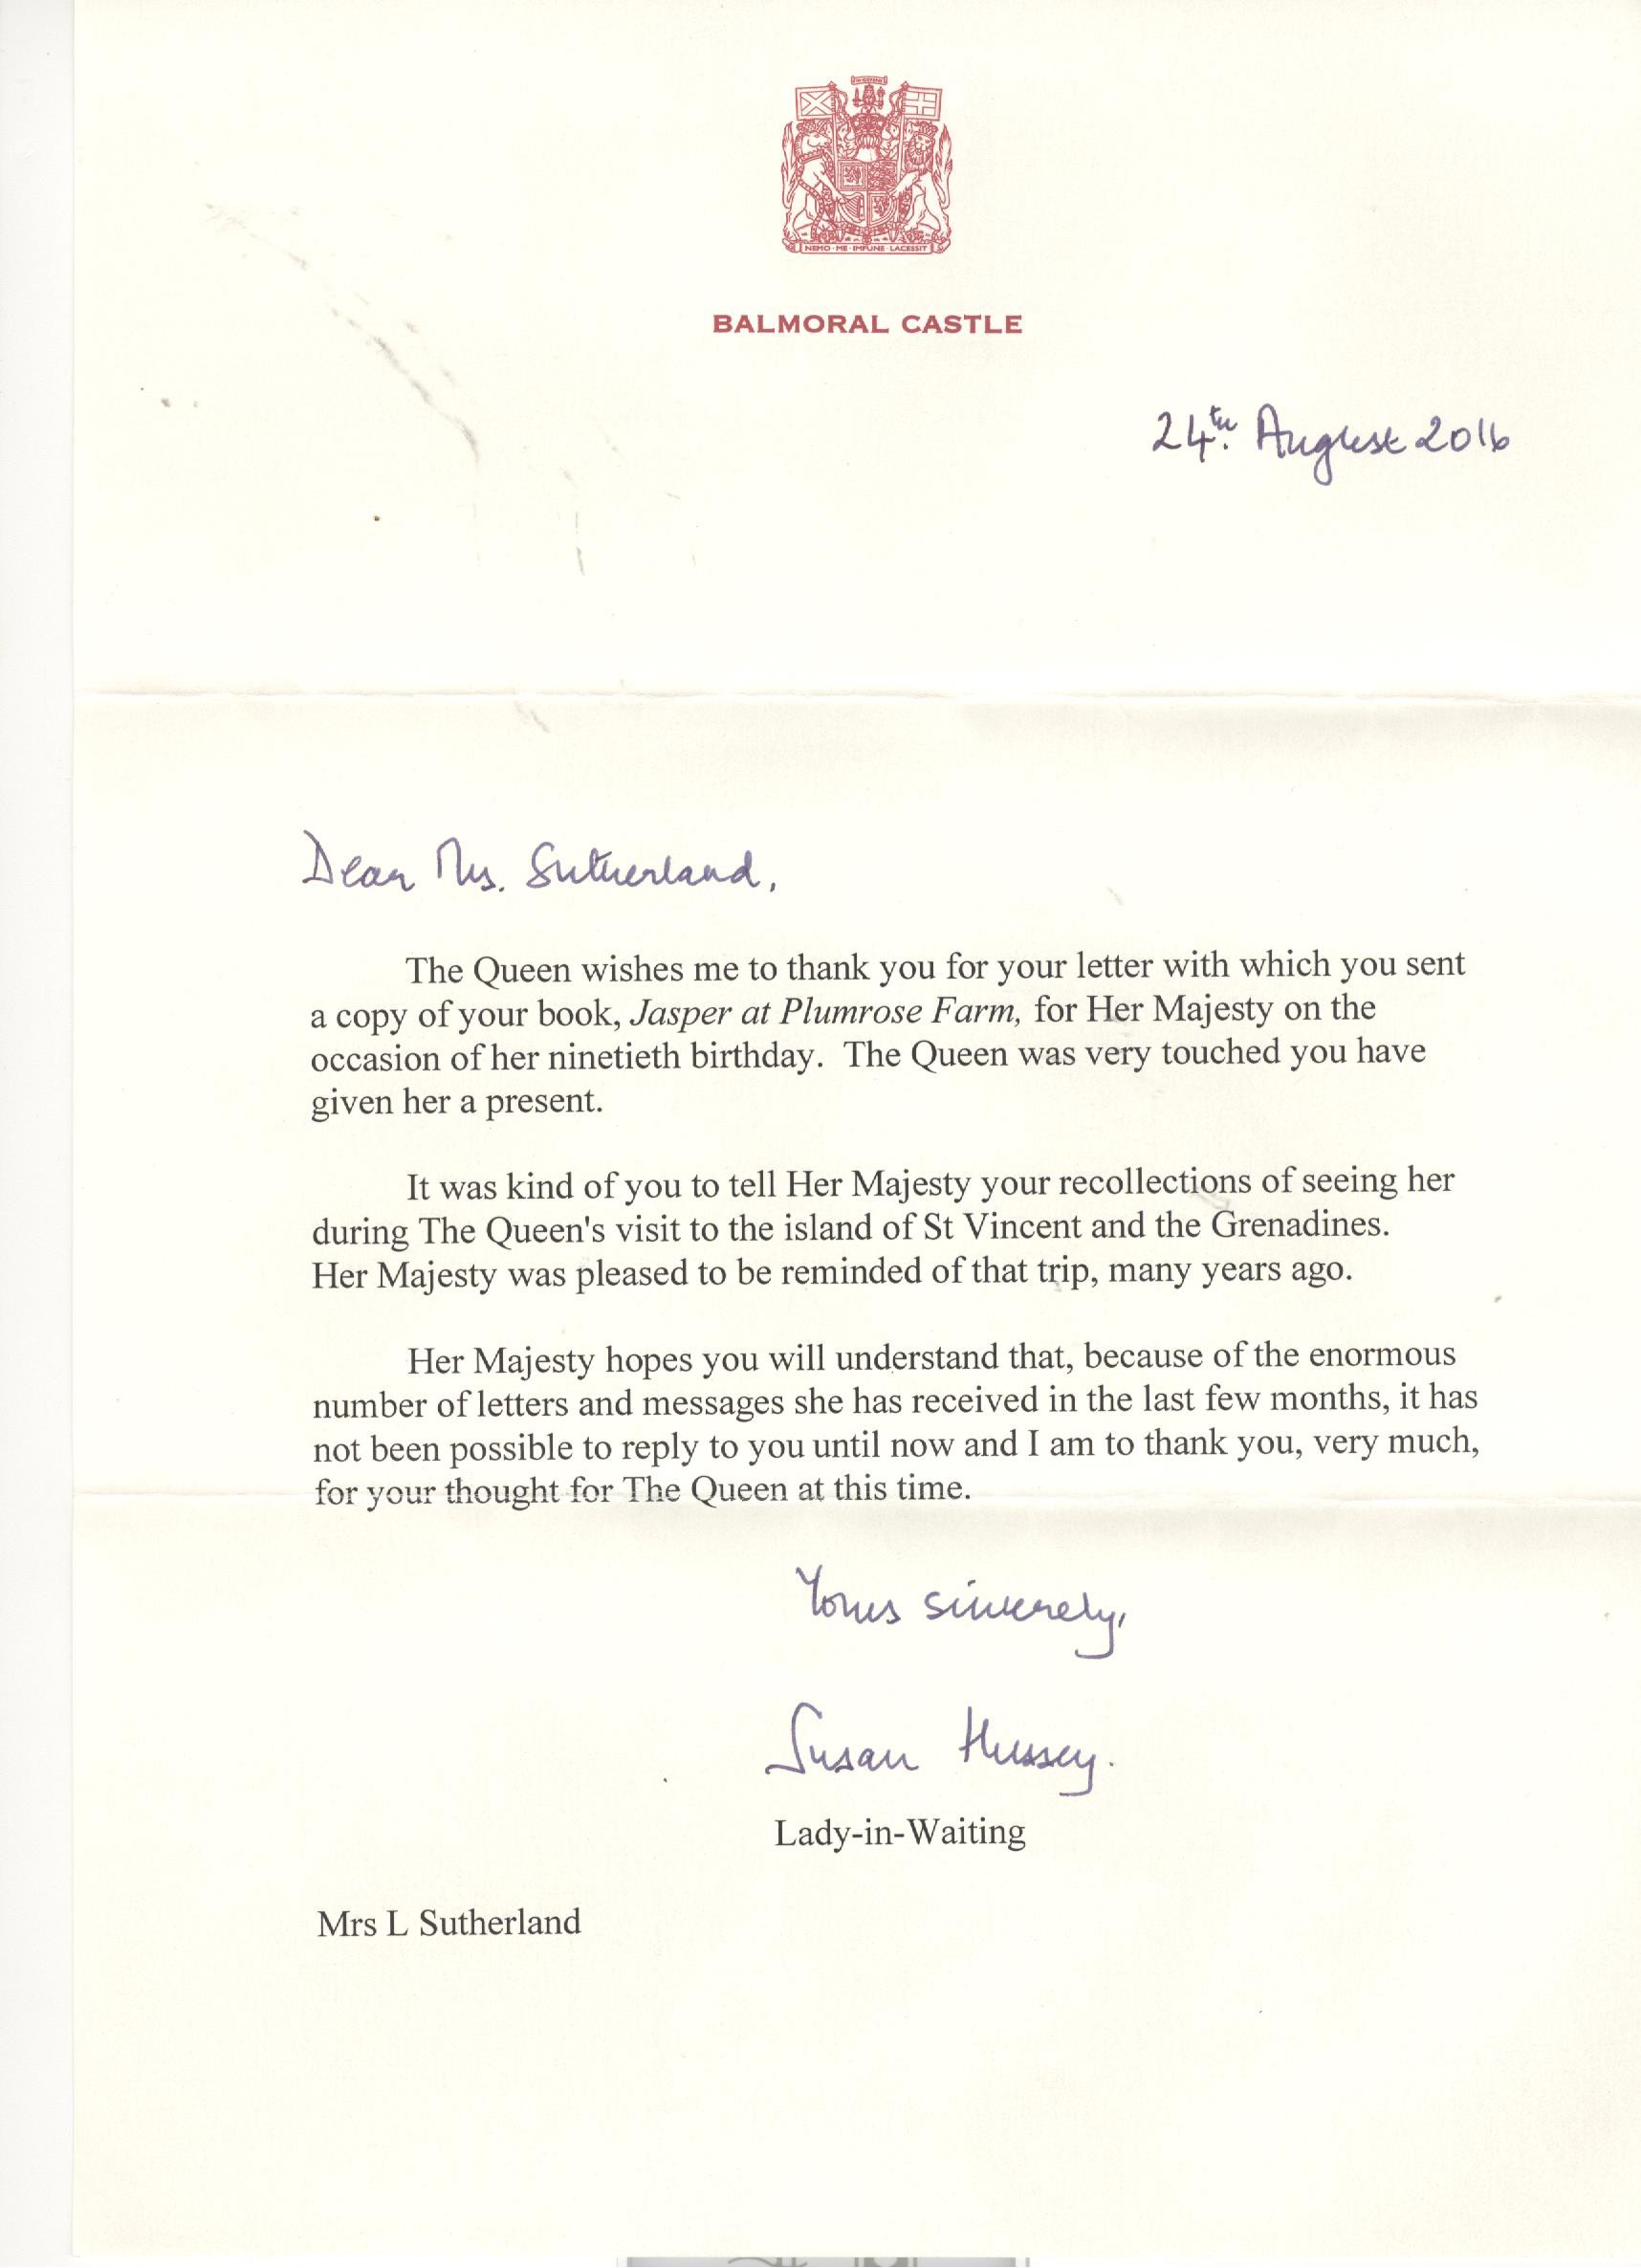 NEMO·ME·IMPUNE·LACESSIT
BALMORAL CASTLE
24th. August 2016
Dear Mrs. Sutherland,
The Queen wishes me to thank you for your letter with which you sent
a copy of your book, Jasper at Plumrose Farm, for Her Majesty on the
occasion of her ninetieth birthday.  The Queen was very touched you have
given her a present.
It was kind of you to tell Her Majesty your recollections of seeing her
during The Queen's visit to the island of St Vincent and the Grenadines.
Her Majesty was pleased to be reminded of that trip, many years ago.
Her Majesty hopes you will understand that, because of the enormous
number of letters and messages she has received in the last few months, it has
not been possible to reply to you until now and I am to thank you, very much,
for your thought for The Queen at this time.
Yours sincerely,
Susan Hussey.
Lady-in-Waiting
Mrs L Sutherland